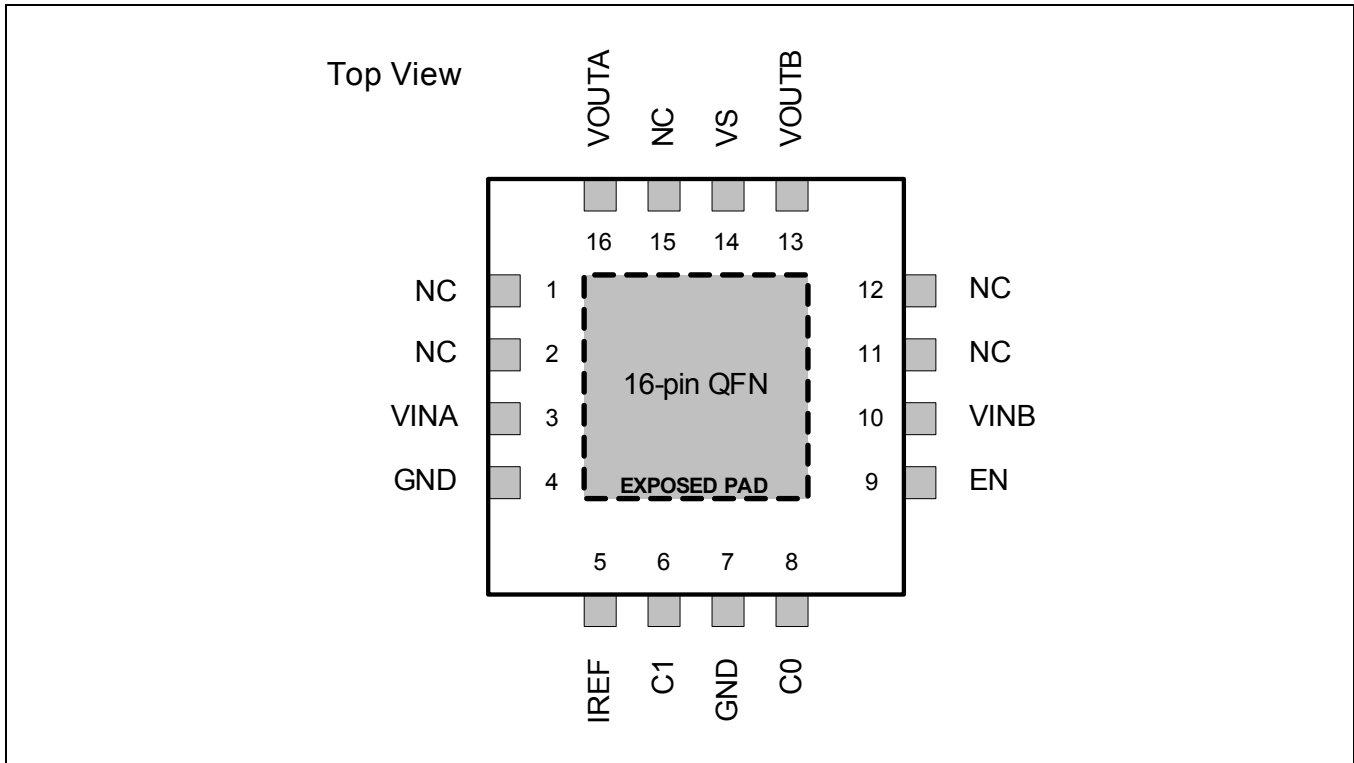 Top View
VOUTA
NC
VS
VOUTB
16 15 14 13
NC 1 12 NC
NC 2 11 NC
16-pin QFN
VINA 3 10 VINB
GND 4 9 EN
EXPOSED PAD
5 6 7 8
IREF
C1
GND
C0